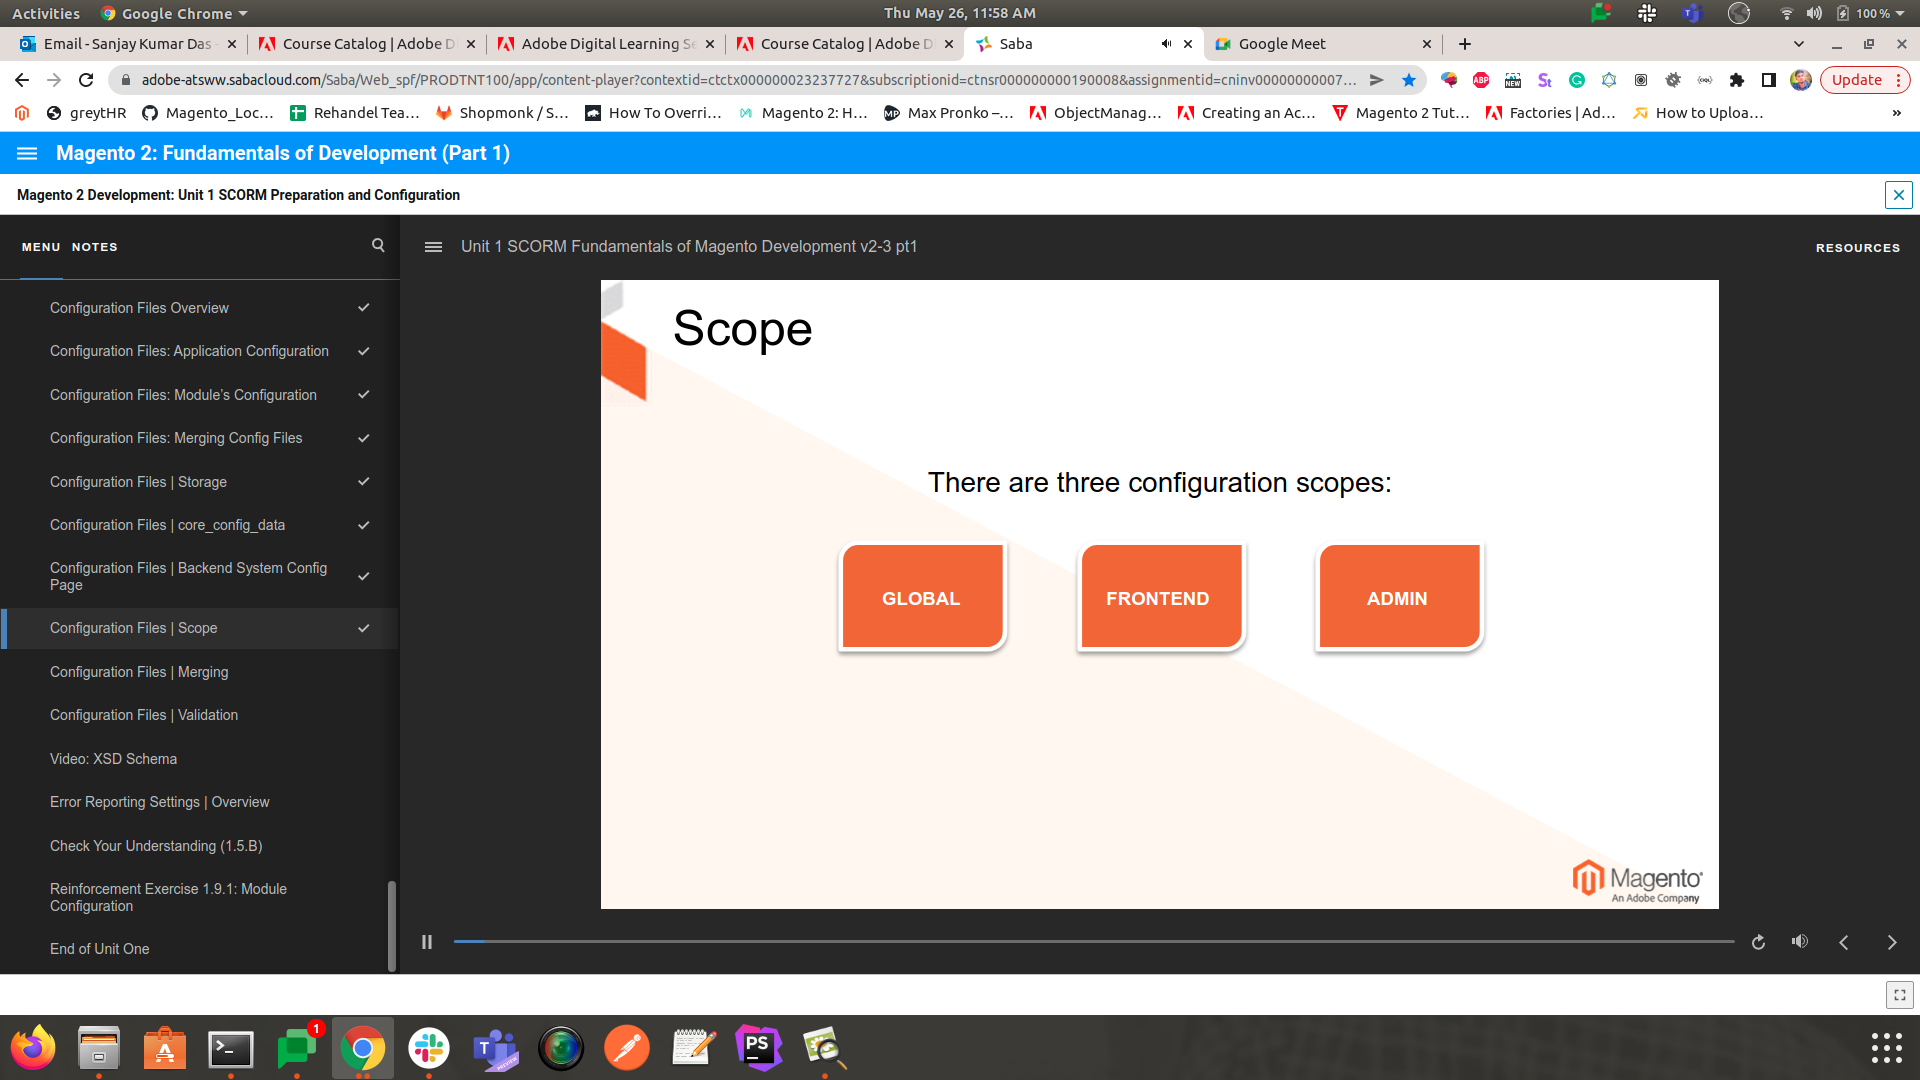 Activities Google Chrome Thu May 26, 11:58 AM 100 %
Email - Sanjay Kumar Das - Course Catalog | Adobe D Adobe Digital Learning Se Course Catalog | Adobe D Saba Google Meet
adobe-atsww.sabacloud.com/Saba/Web_spf/PRODTNT100/app/content-player?contextid=ctctx000000023237727&subscriptionid=ctnsr000000000190008&assignmentid=cninv00000000007... ABP NEW St Update
greytHR Magento_Loc... Rehandel Tea... Shopmonk / S... How To Overri... Magento 2: H... MP Max Pronko –... ObjectManag... Creating an Ac... Magento 2 Tut... Factories | Ad... How to Uploa... »
Magento 2: Fundamentals of Development (Part 1)
Magento 2 Development: Unit 1 SCORM Preparation and Configuration
MENU NOTES
Unit 1 SCORM Fundamentals of Magento Development v2-3 pt1
RESOURCES
Configuration Files Overview
Configuration Files: Application Configuration
Configuration Files: Module's Configuration
Configuration Files: Merging Config Files
Configuration Files | Storage
Configuration Files | core_config_data
Configuration Files | Backend System Config
Page
Configuration Files | Scope
Configuration Files | Merging
Configuration Files | Validation
Video: XSD Schema
Error Reporting Settings | Overview
Check Your Understanding (1.5.B)
Reinforcement Exercise 1.9.1: Module
Configuration
End of Unit One
Scope
There are three configuration scopes:
GLOBAL FRONTEND ADMIN
Magento
An Adobe Company
1
PS